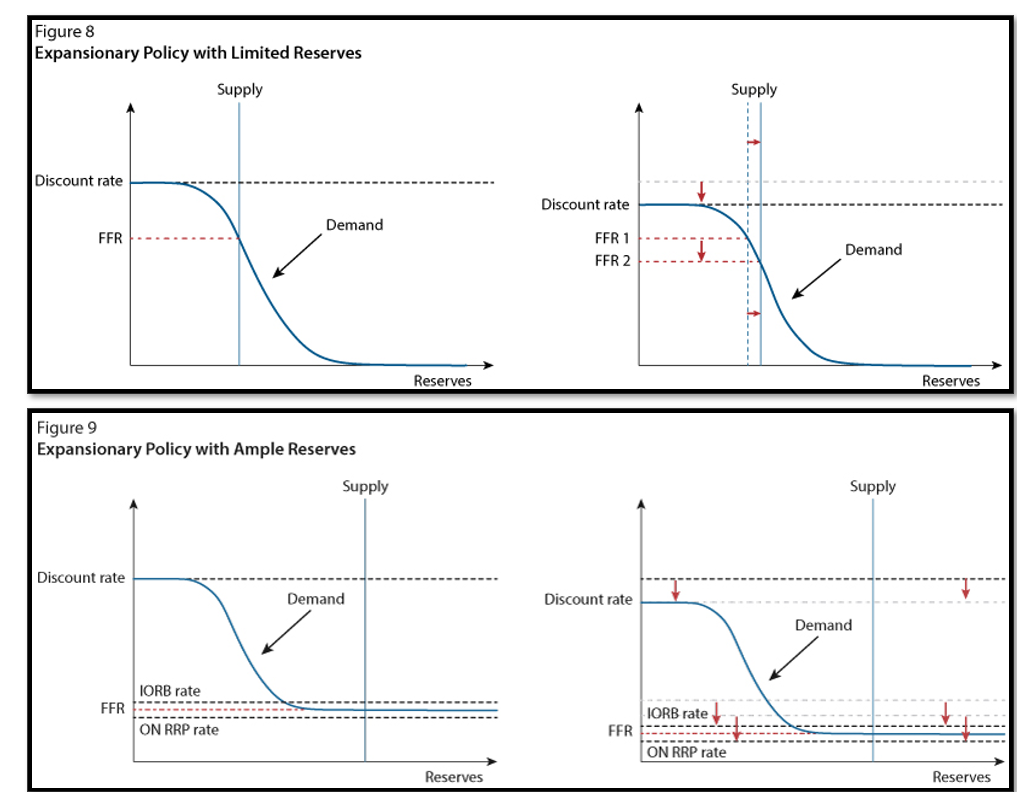 Figure 8
Expansionary Policy with Limited Reserves
Supply
Discount rate
FFR
Demand
Reserves
Supply
Discount rate
FFR 1
FFR 2
Demand
Reserves
Figure 9
Expansionary Policy with Ample Reserves
Supply
Discount rate
Demand
IORB rate
FFR
ON RRP rate
Reserves
Supply
Discount rate
Demand
IORB rate
FFR
ON RRP rate
Reserves